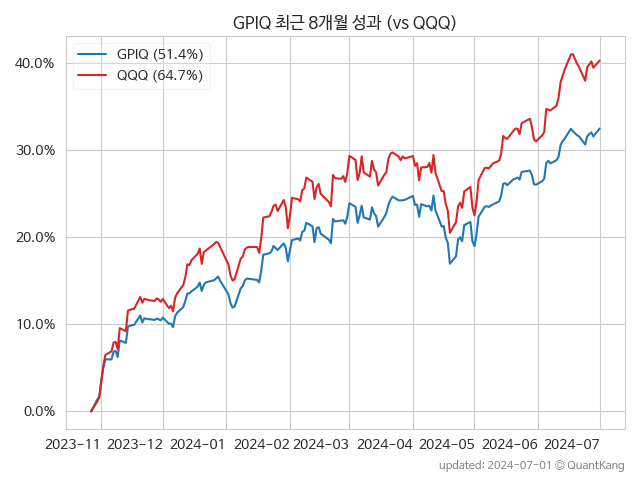 GPIQ 최근 8개월 성과 (vs QQQ)
GPIQ (51.4%)
QQQ (64.7%)
40.0%
30.0%
20.0%
10.0%
0.0%
2023-11 2023-12 2024-01 2024-02 2024-03 2024-04 2024-05 2024-06 2024-07
updated: 2024-07-01 © QuantKang